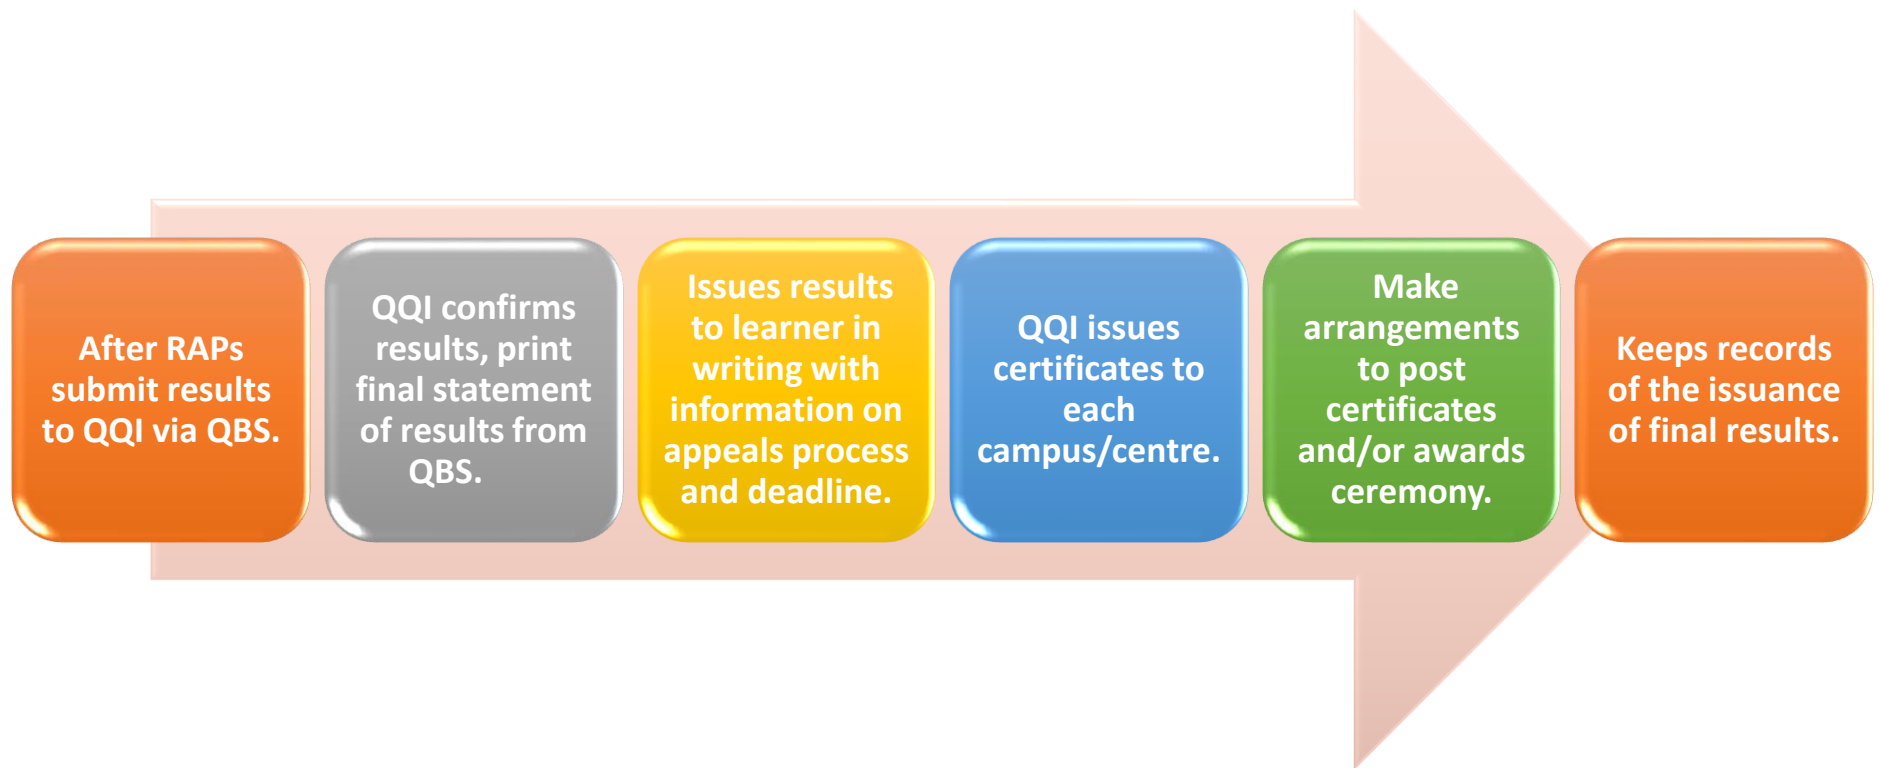 After RAPs
submit results
to QQI via QBS.
QQI confirms
results, print
final statement
of results from
QBS.
Issues results
to learner in
writing with
information on
appeals process
and deadline.
QQI issues
certificates to
each
campus/centre.
Make
arrangements
to post
certificates
and/or awards
ceremony.
Keeps records
of the issuance
of final results.